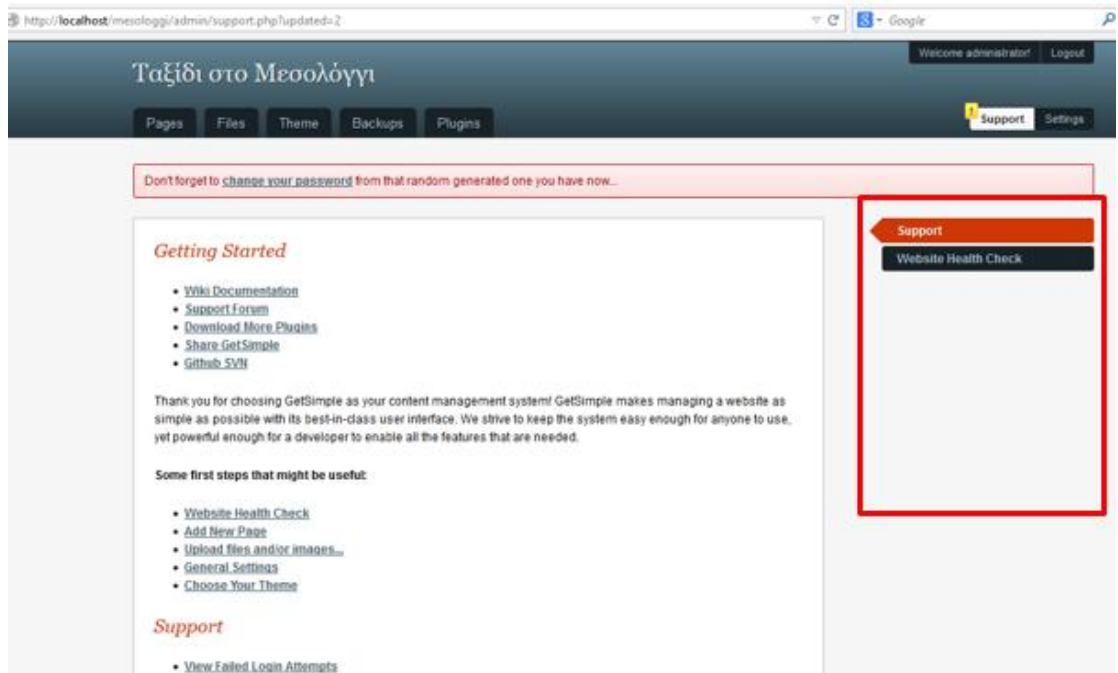 http://localhost/mesologgi/admin/support.php?updated=2
Google
Welcome administrator!
Logout
Ταξίδι στο Μεσολόγγι
Pages
Files
Theme
Backups
Plugins
1
Support
Settings
Don't forget to change your password from that random generated one you have now...
Support
Website Health Check
Getting Started
Wiki Documentation
Support Forum
Download More Plugins
Share GetSimple
Github SVN
Thank you for choosing GetSimple as your content management system! GetSimple makes managing a website as
simple as possible with its best-in-class user interface. We strive to keep the system easy enough for anyone to use,
yet powerful enough for a developer to enable all the features that are needed.
Some first steps that might be useful:
Website Health Check
Add New Page
Upload files and/or images...
General Settings
Choose Your Theme
Support
View Failed Login Attempts